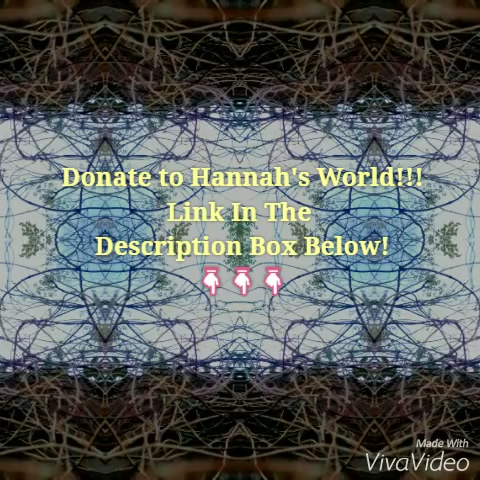 Donate to Hannah's World!!!
Link In The
Description Box Below!
Made With
VivaVideo